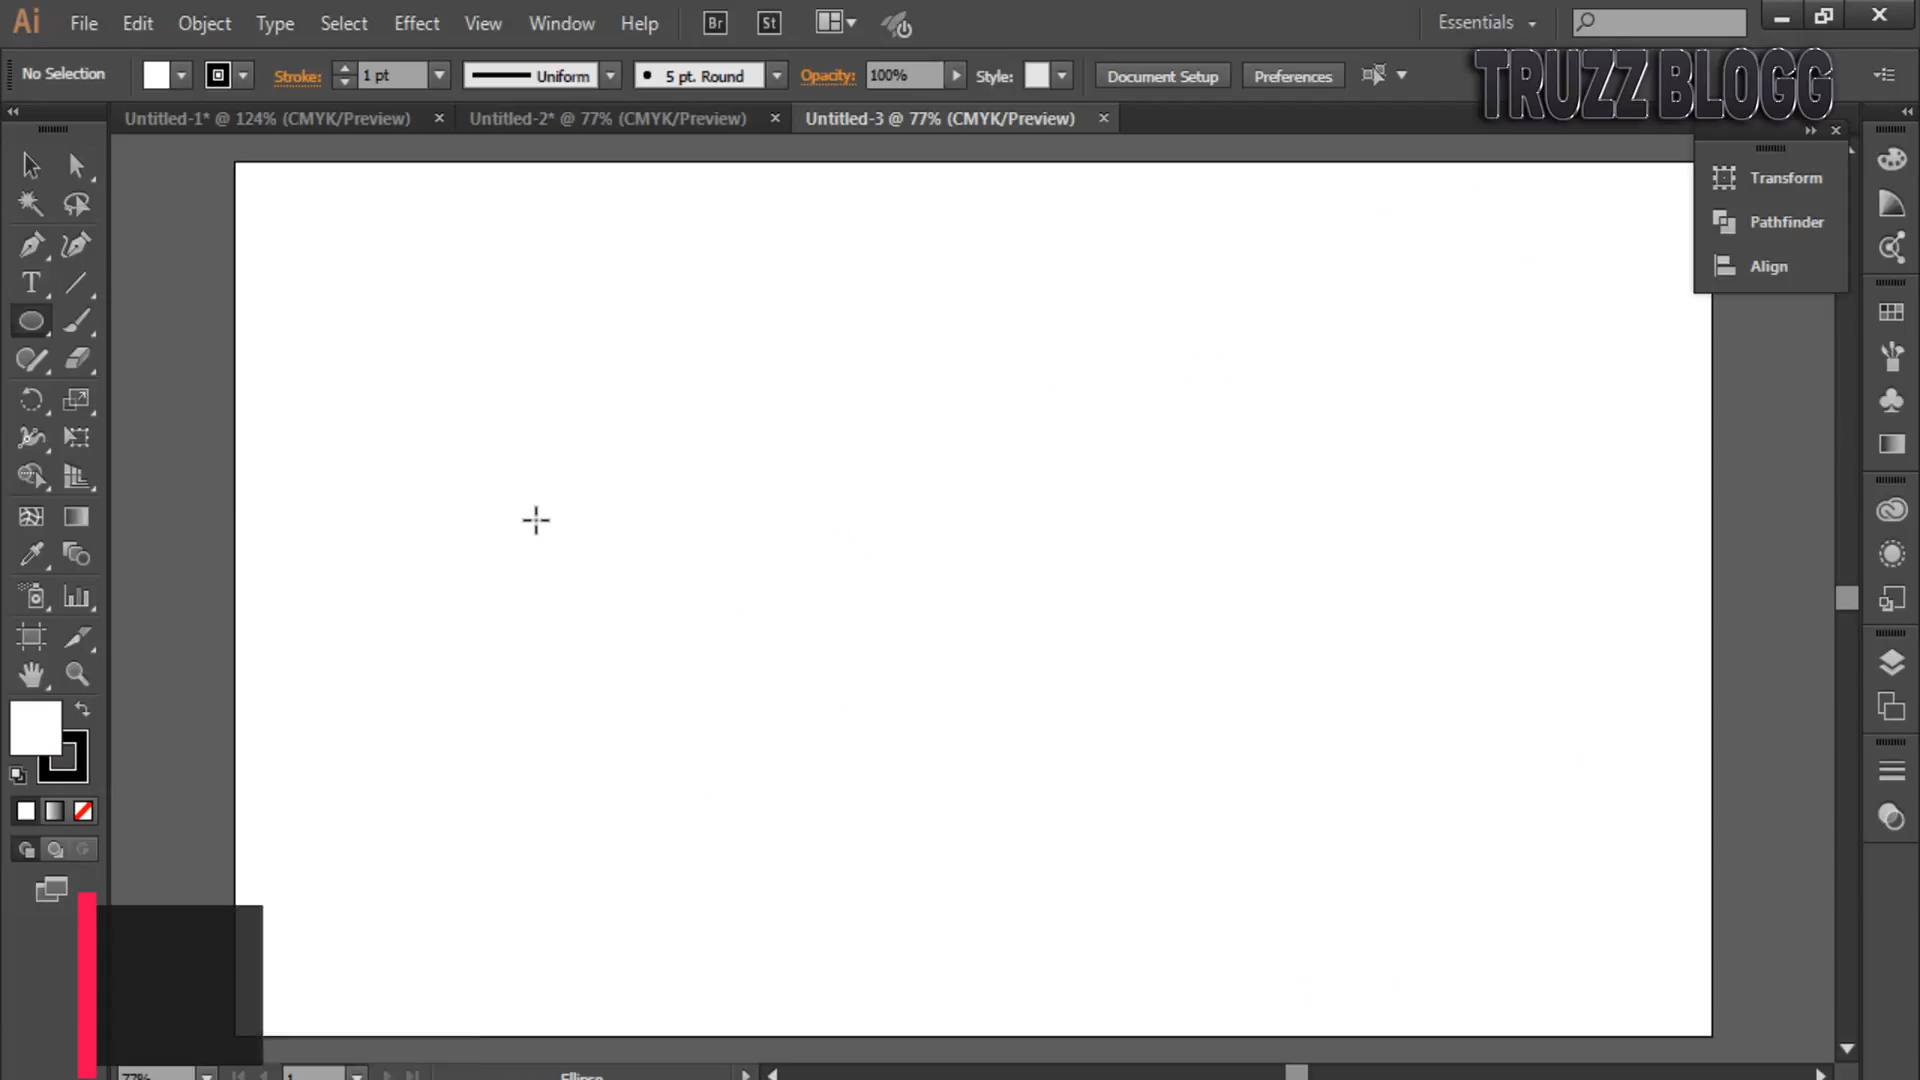 Ai File Edit Object Type Select Effect View Window Help Br St Essentials
No Selection Stroke: 1 pt Uniform 5 pt. Round Opacity: 100% Style: Document Setup Preferences
TRUZZ BLOGG
Untitled-1* @ 124% (CMYK/Preview) Untitled-2* @ 77% (CMYK/Preview) Untitled-3 @ 77% (CMYK/Preview)
Transform
Pathfinder
Align
77% 1 Ellipse